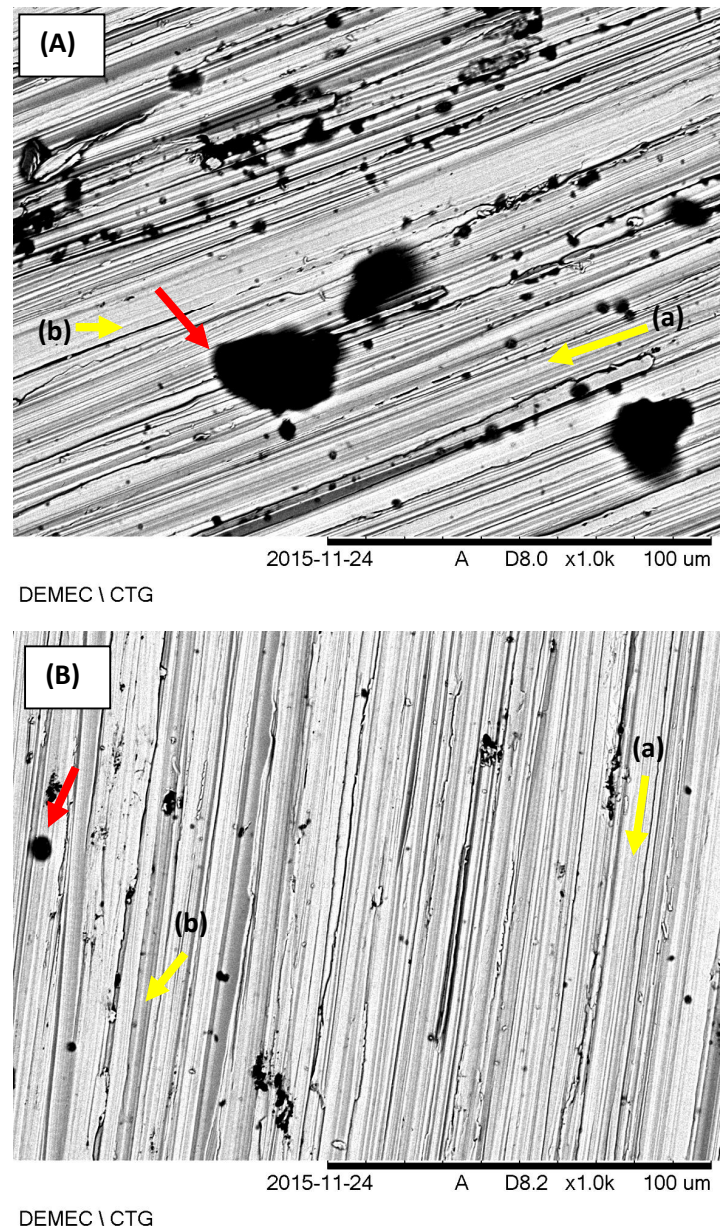 (A)
(b)
(a)
2015-11-24 A D8.0 x1.0k 100 um
DEMEC \ CTG
(B)
(a)
(b)
2015-11-24 A D8.2 x1.0k 100 um
DEMEC \ CTG